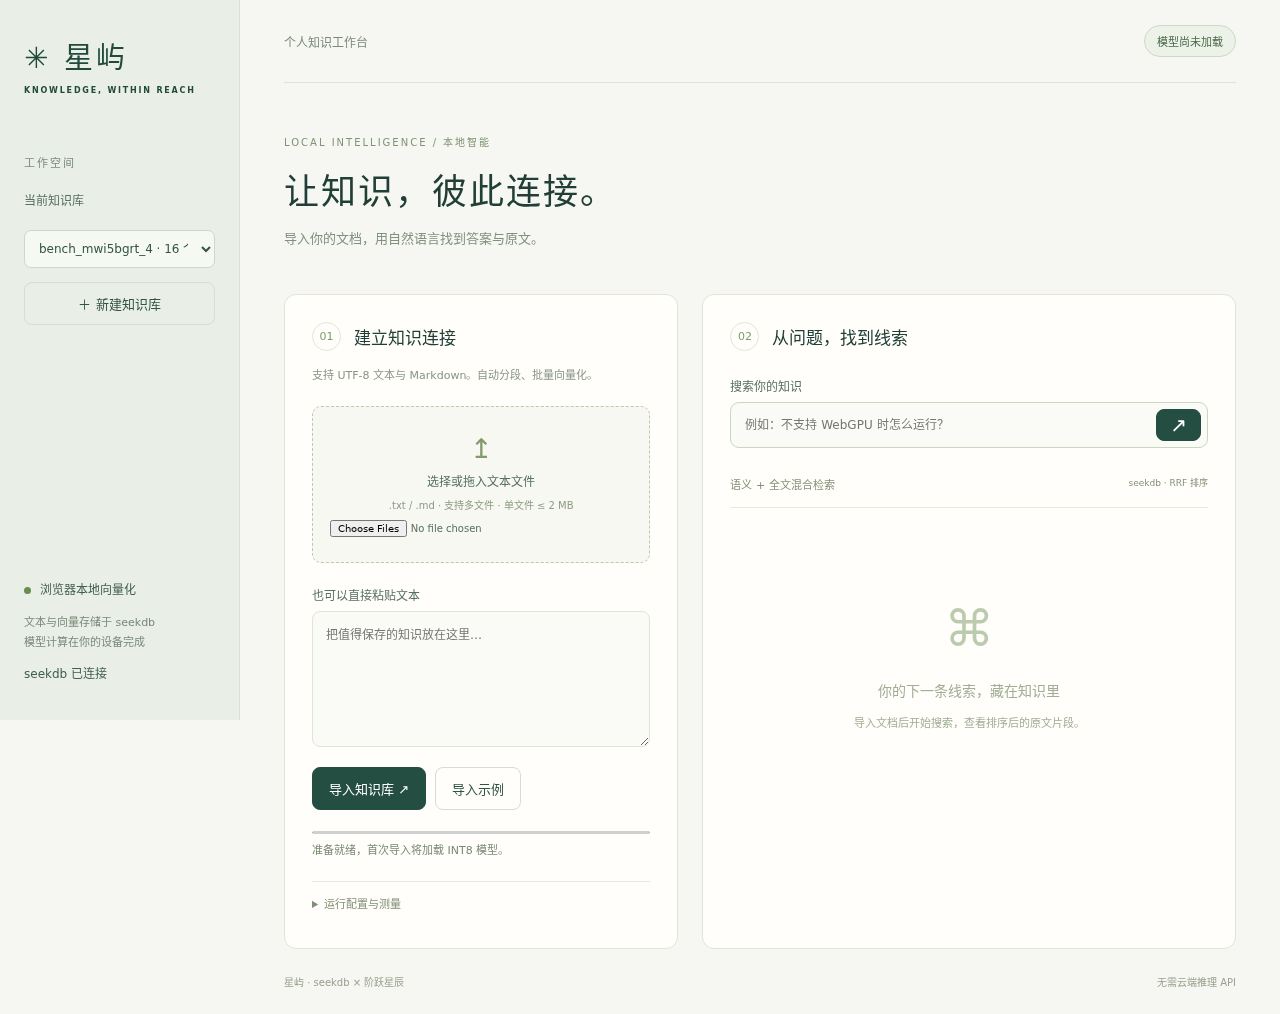 ✳ 星屿
KNOWLEDGE, WITHIN REACH
工作空间
当前知识库
bench_mwi5bgrt_4 · 16
＋ 新建知识库
浏览器本地向量化
文本与向量存储于 seekdb
模型计算在你的设备完成
seekdb 已连接
个人知识工作台
模型尚未加载
LOCAL INTELLIGENCE / 本地智能
让知识，彼此连接。
导入你的文档，用自然语言找到答案与原文。
01 建立知识连接
支持 UTF-8 文本与 Markdown。自动分段、批量向量化。
↥
选择或拖入文本文件
.txt / .md · 支持多文件 · 单文件 ≤ 2 MB
Choose Files No file chosen
也可以直接粘贴文本
把值得保存的知识放在这里…
导入知识库 ↗
导入示例
准备就绪，首次导入将加载 INT8 模型。
▶ 运行配置与测量
02 从问题，找到线索
搜索你的知识
例如：不支持 WebGPU 时怎么运行？
↗
语义 + 全文混合检索
seekdb · RRF 排序
⌘
你的下一条线索，藏在知识里
导入文档后开始搜索，查看排序后的原文片段。
星屿 · seekdb × 阶跃星辰
无需云端推理 API